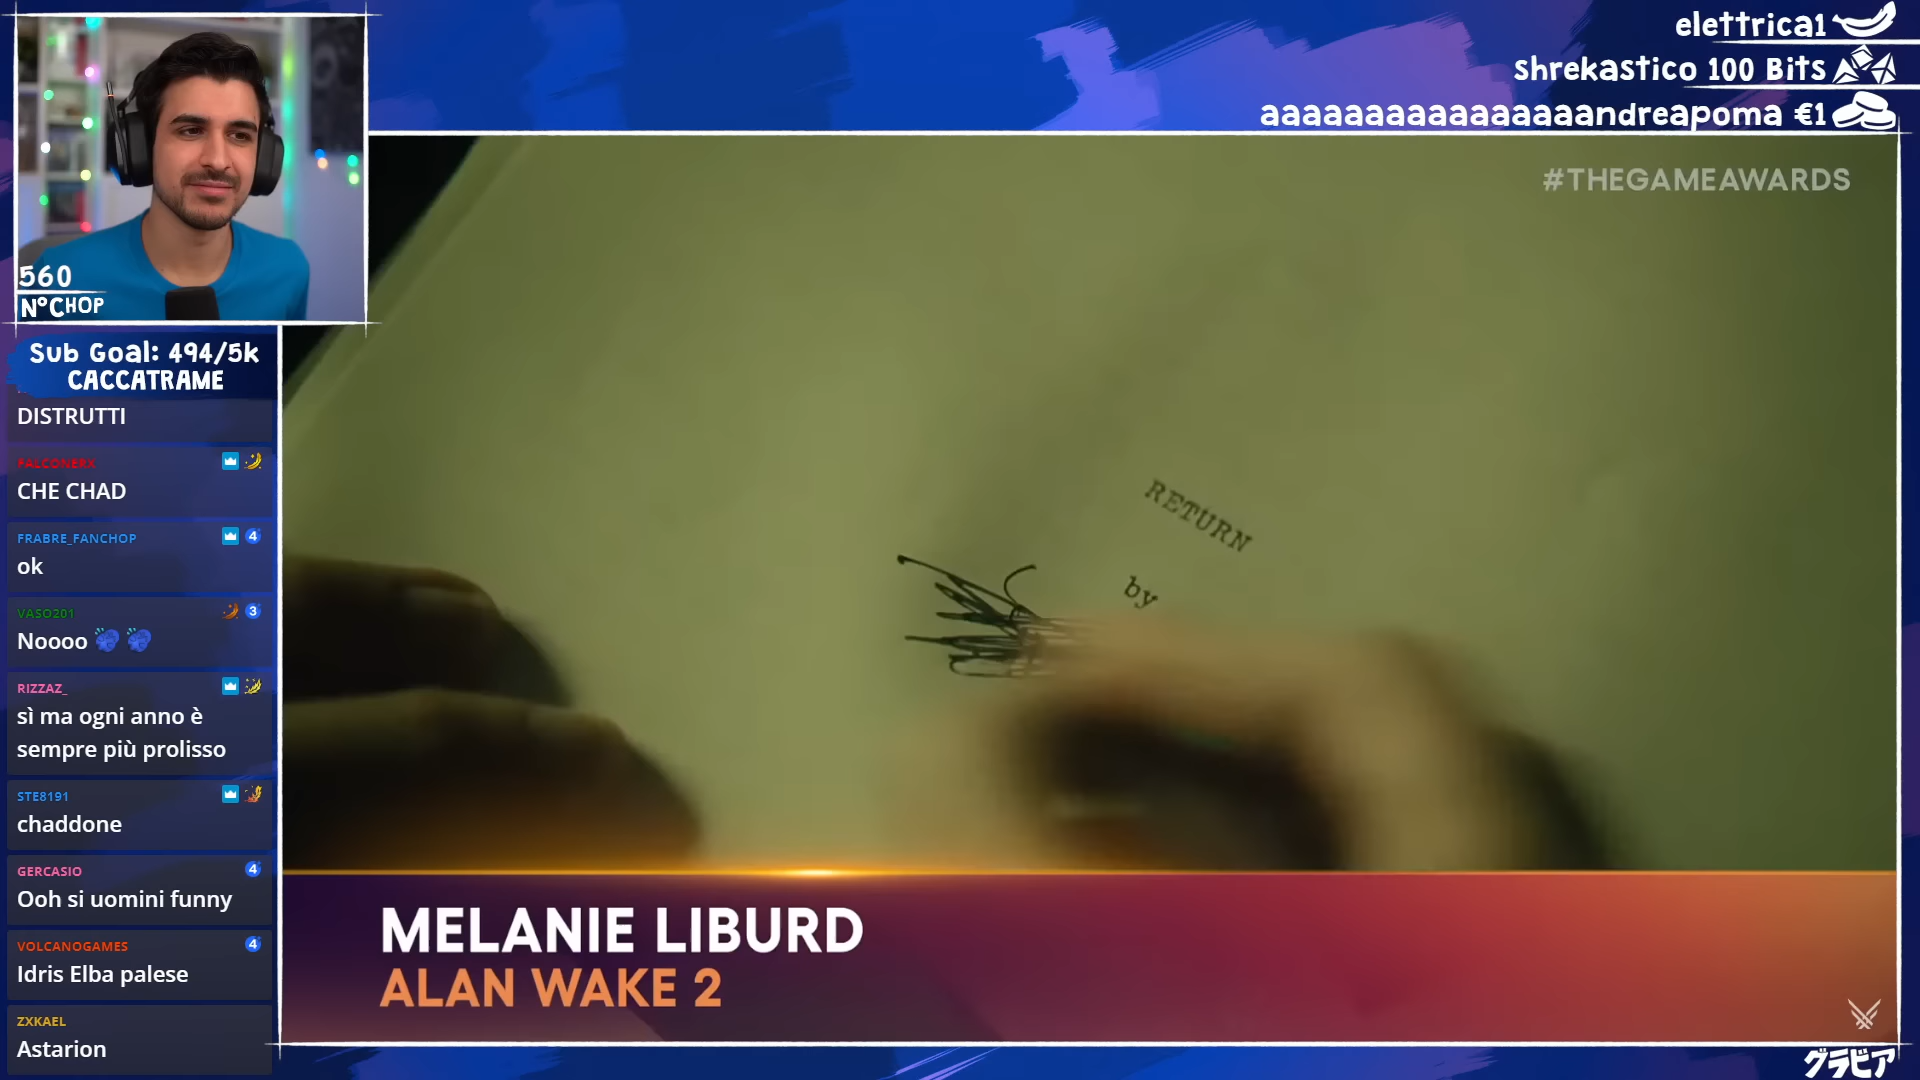 elettrica1
shrekastico 100 Bits
aaaaaaaaaaaaaaaandreapoma €1
#THEGAMEAWARDS
560
N°CHOP
Sub Goal: 494/5k
CACCATRAME
DISTRUTTI
FALCONERX
CHE CHAD
FRABRE_FANCHOP 4
ok
VASO201 3
Noooo
RIZZAZ_
sì ma ogni anno è
sempre più prolisso
STE8191
chaddone
GERCASIO 4
Ooh si uomini funny
VOLCANOGAMES 4
Idris Elba palese
ZXKAEL
Astarion
RETURN
by
MELANIE LIBURD
ALAN WAKE 2
グラビア